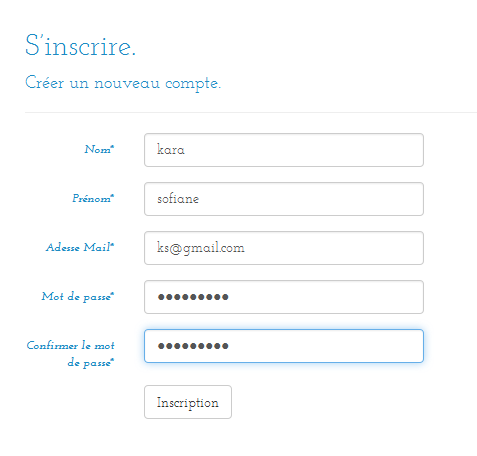 S'inscrire.
Créer un nouveau compte.
Nom* kara
Prénom* sofiane
Adesse Mail* ks@gmail.com
Mot de passe* •••••••••
Confirmer le mot de passe* •••••••••
Inscription